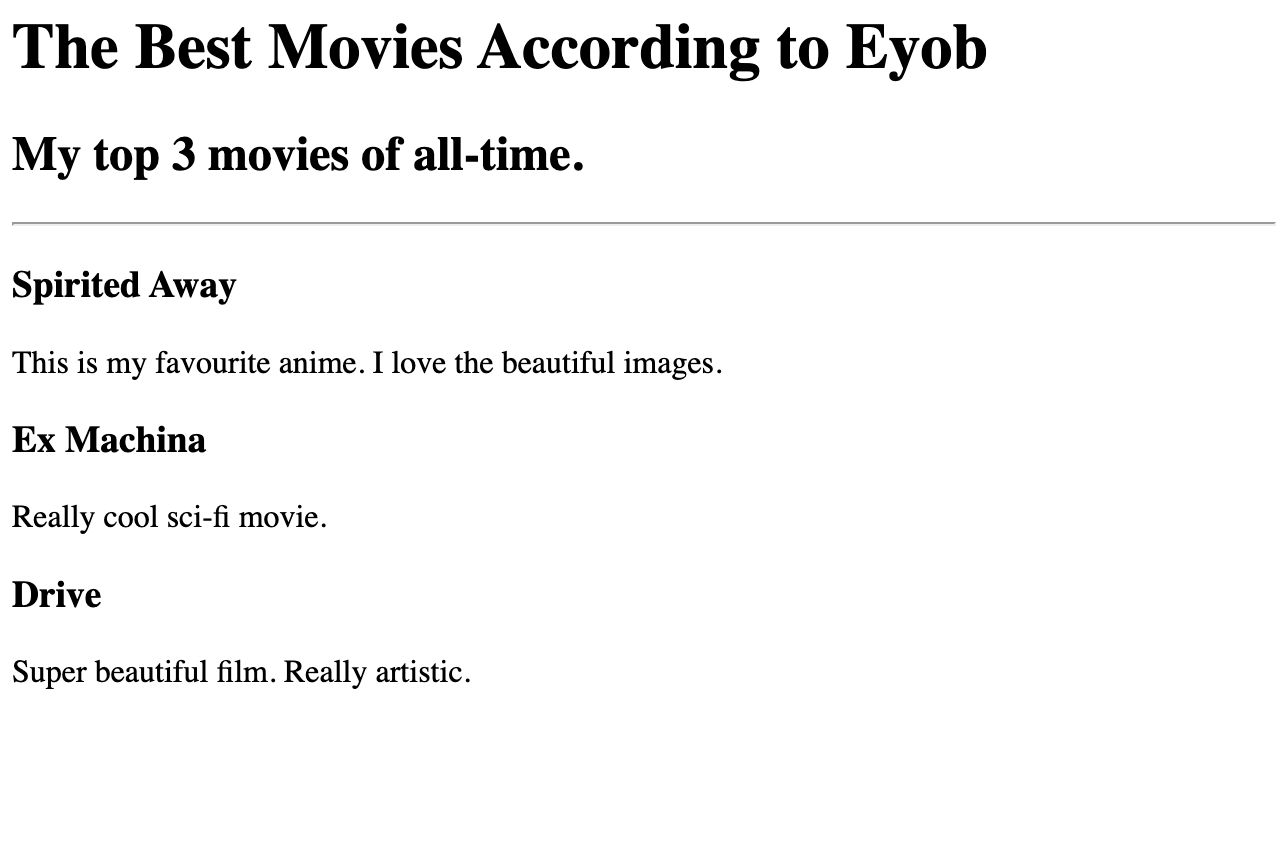 The Best Movies According to Eyob
My top 3 movies of all-time.
Spirited Away
This is my favourite anime. I love the beautiful images.
Ex Machina
Really cool sci-fi movie.
Drive
Super beautiful film. Really artistic.